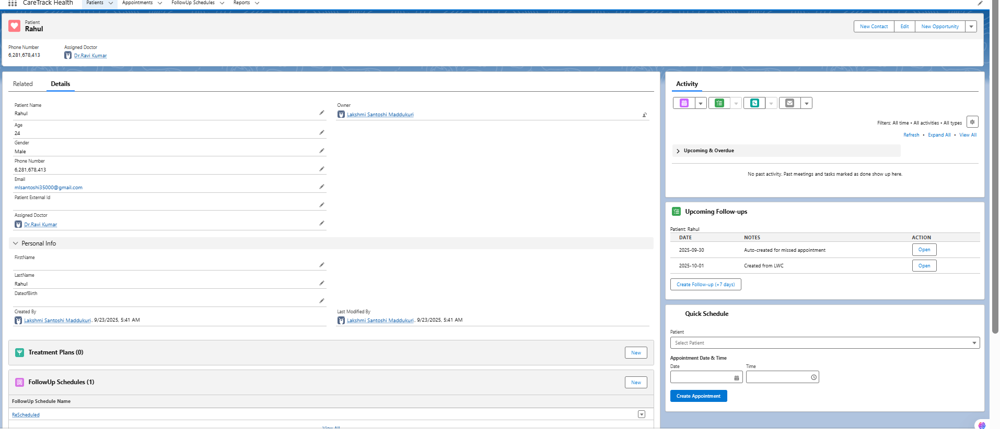 CareTrack Health
Patients
Appointments
FollowUp Schedules
Reports
Patient
Rahul
New Contact
Edit
New Opportunity
Phone Number
6,281,678,413
Assigned Doctor
Dr.Ravi Kumar
Related
Details
Patient Name
Rahul
Age
24
Gender
Male
Phone Number
6,281,678,413
Email
mlsantoshi35000@gmail.com
Patient External Id
Assigned Doctor
Dr.Ravi Kumar
Owner
Lakshmi Santoshi Maddukuri
Personal Info
FirstName
LastName
Rahul
DateofBirth
Created By
Lakshmi Santoshi Maddukuri, 9/23/2025, 5:41 AM
Last Modified By
Lakshmi Santoshi Maddukuri, 9/23/2025, 5:41 AM
Treatment Plans (0)
New
FollowUp Schedules (1)
New
FollowUp Schedule Name
ReScheduled
View All
Activity
Filters: All time • All activities • All types
Refresh • Expand All • View All
Upcoming & Overdue
No past activity. Past meetings and tasks marked as done show up here.
Upcoming Follow-ups
Patient: Rahul
DATE NOTES ACTION
2025-09-30 Auto-created for missed appointment Open
2025-10-01 Created from LWC Open
Create Follow-up (+7 days)
Quick Schedule
Patient
Select Patient
Appointment Date & Time
Date
Time
Create Appointment